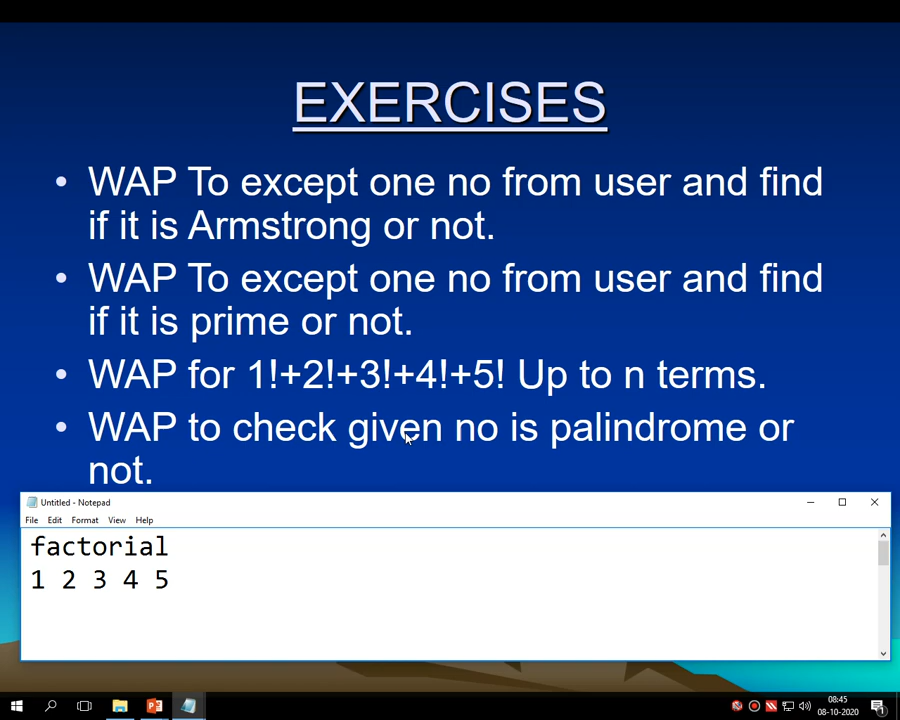 EXERCISES
• WAP To except one no from user and find
if it is Armstrong or not.
• WAP To except one no from user and find
if it is prime or not.
• WAP for 1!+2!+3!+4!+5! Up to n terms.
• WAP to check given no is palindrome or
not.
Untitled - Notepad
File Edit Format View Help
factorial
1 2 3 4 5
08:45
08-10-2020
1